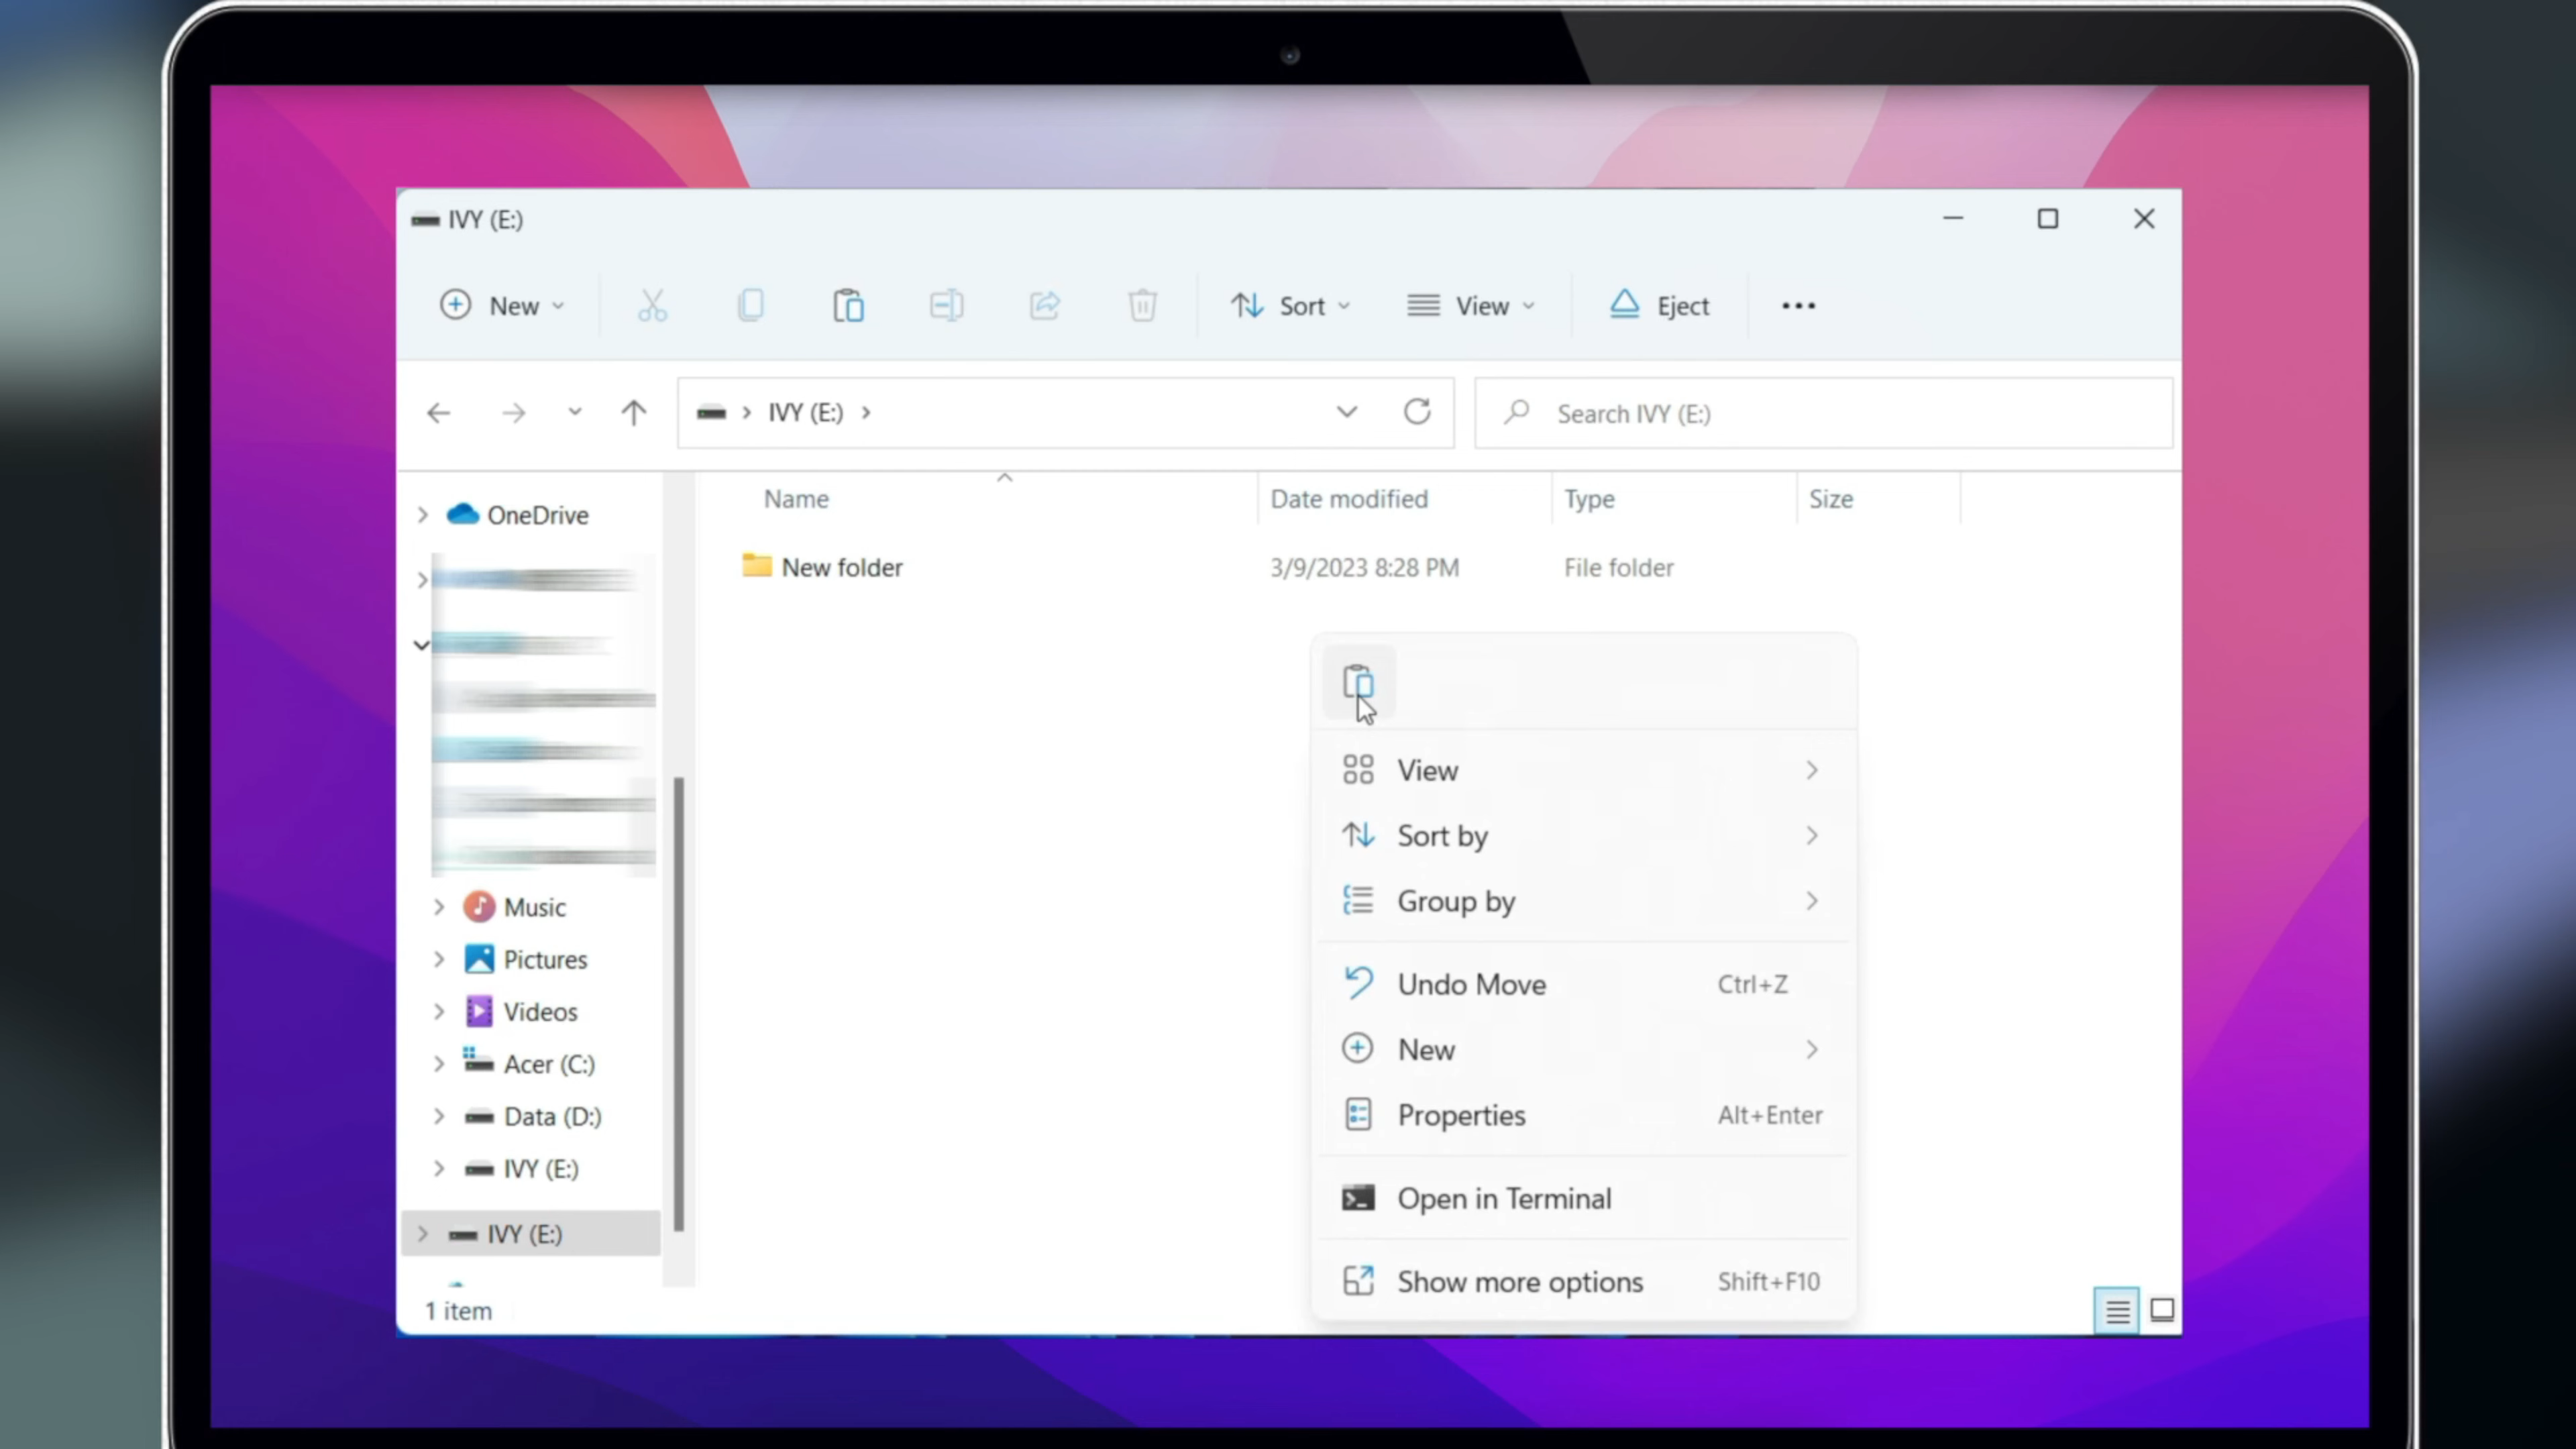 IVY (E:)
New
Sort
View
Eject
IVY (E:)
Search IVY (E:)
Name
Date modified
Type
Size
OneDrive
New folder
3/9/2023 8:28 PM
File folder
View
Sort by
Group by
Undo Move
Ctrl+Z
New
Properties
Alt+Enter
Open in Terminal
Show more options
Shift+F10
Music
Pictures
Videos
Acer (C:)
Data (D:)
IVY (E:)
IVY (E:)
1 item